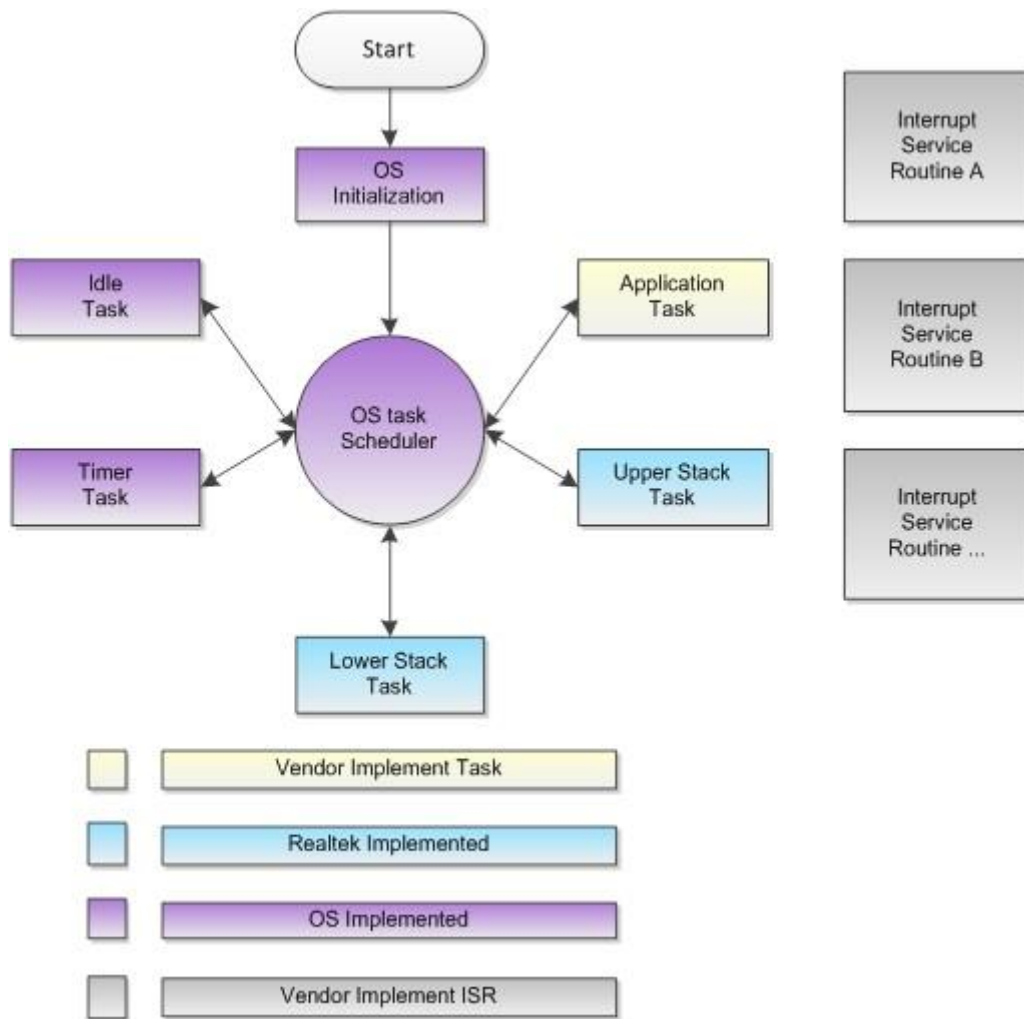 Start
OS
Initialization
Idle
Task
Timer
Task
OS task
Scheduler
Application
Task
Upper Stack
Task
Lower Stack
Task
Interrupt
Service
Routine A
Interrupt
Service
Routine B
Interrupt
Service
Routine ...
Vendor Implement Task
Realtek Implemented
OS Implemented
Vendor Implement ISR